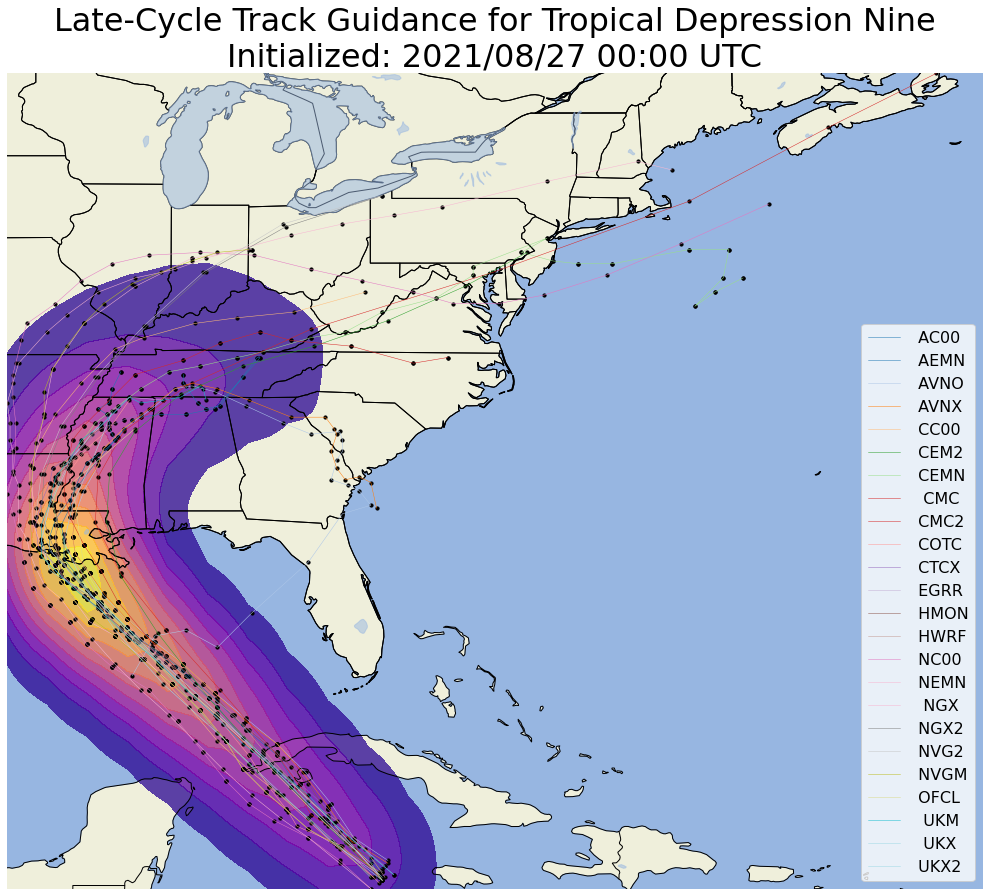 Late-Cycle Track Guidance for Tropical Depression Nine
Initialized: 2021/08/27 00:00 UTC
AC00
AEMN
AVNO
AVNX
CC00
CEM2
CEMN
CMC
CMC2
COTC
CTCX
EGRR
HMON
HWRF
NC00
NEMN
NGX
NGX2
NVG2
NVGM
OFCL
UKM
UKX
UKX2